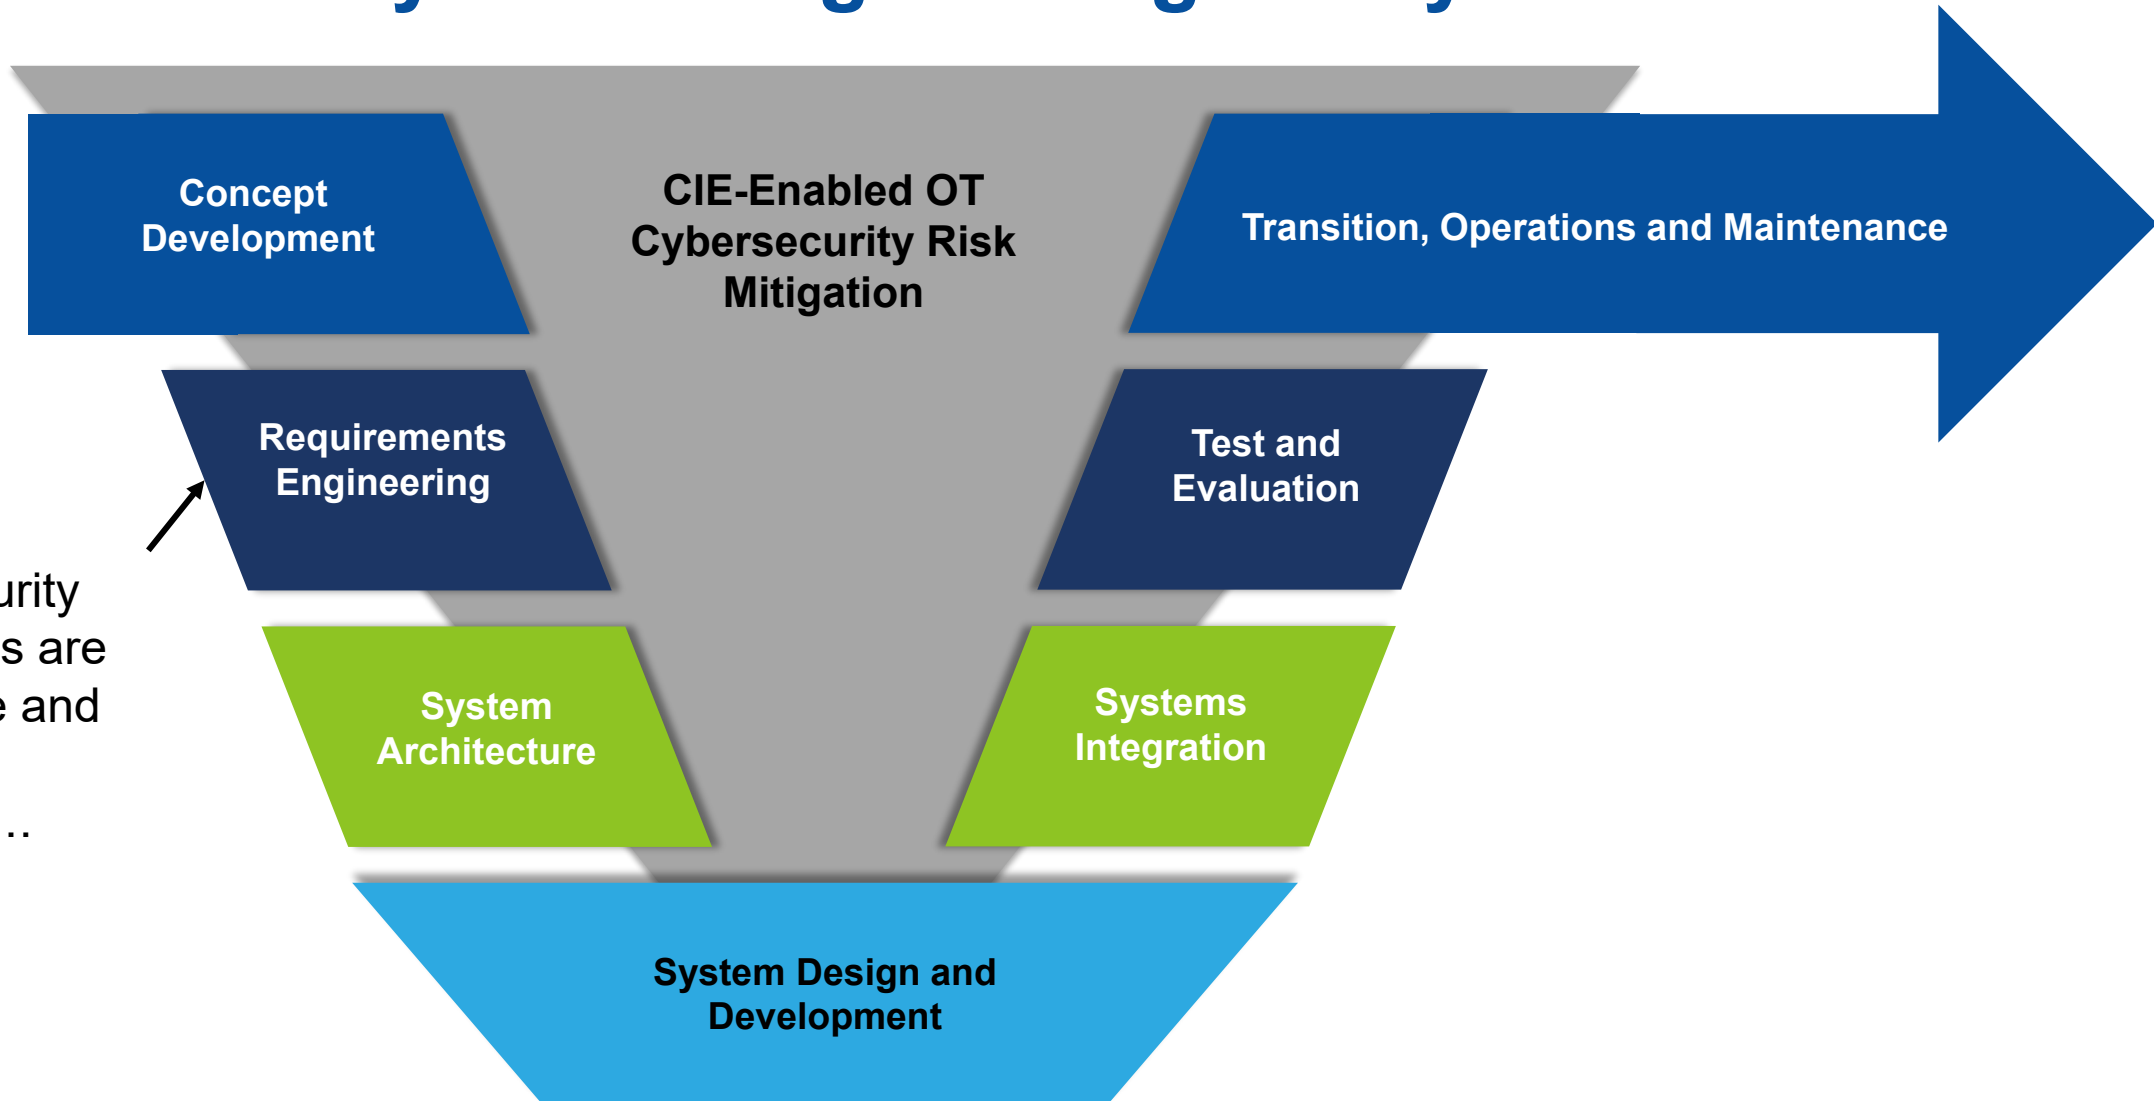 Concept
Development
CIE-Enabled OT
Cybersecurity Risk
Mitigation
Transition, Operations and Maintenance
Requirements
Engineering
Test and
Evaluation
are
and
..
System
Architecture
Systems
Integration
System Design and
Development